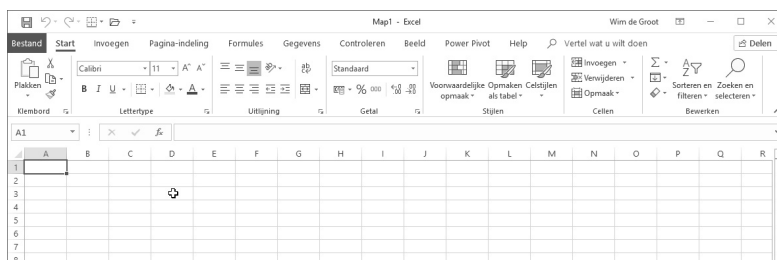 Map1 - Excel Wim de Groot
Bestand Start Invoegen Pagina-indeling Formules Gegevens Controleren Beeld Power Pivot Help Vertel wat u wilt doen Delen
Plakken
Klembord
Calibri 11 A A
B I U A
Lettertype
ab
Uitlijning
Standaard
% 000
Getal
Voorwaardelijke opmaak
Opmaken als tabel
Celstijlen
Stijlen
Invoegen
Verwijderen
Opmaak
Cellen
Sorteren en filteren
Zoeken en selecteren
Bewerken
A1 fx
A B C D E F G H I J K L M N O P Q R
1
2
3
4
5
6
7